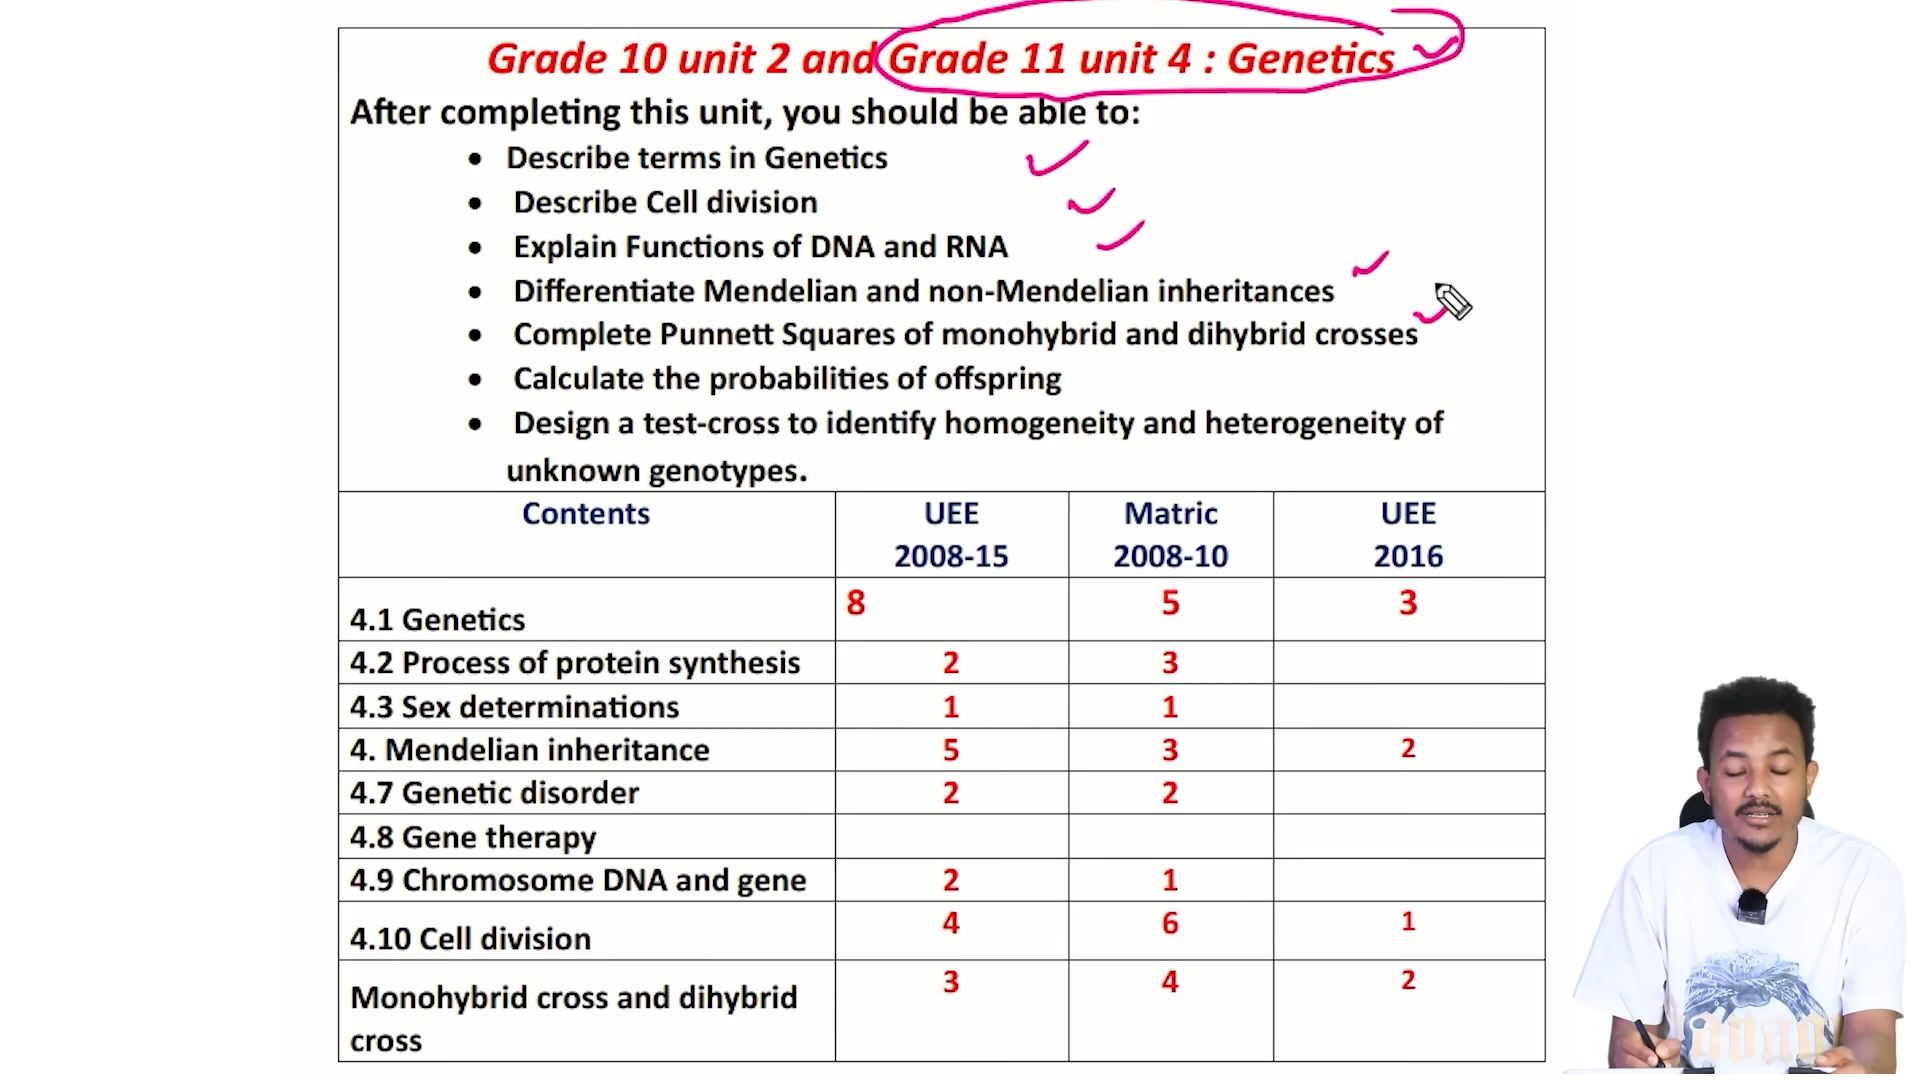 Grade 10 unit 2 and Grade 11 unit 4 : Genetics
After completing this unit, you should be able to:
• Describe terms in Genetics
• Describe Cell division
• Explain Functions of DNA and RNA
• Differentiate Mendelian and non-Mendelian inheritances
• Complete Punnett Squares of monohybrid and dihybrid crosses
• Calculate the probabilities of offspring
• Design a test-cross to identify homogeneity and heterogeneity of
unknown genotypes.
Contents UEE Matric UEE
2008-15 2008-10 2016
4.1 Genetics 8 5 3
4.2 Process of protein synthesis 2 3
4.3 Sex determinations 1 1
4. Mendelian inheritance 5 3 2
4.7 Genetic disorder 2 2
4.8 Gene therapy
4.9 Chromosome DNA and gene 2 1
4.10 Cell division 4 6 1
Monohybrid cross and dihybrid 3 4 2
cross